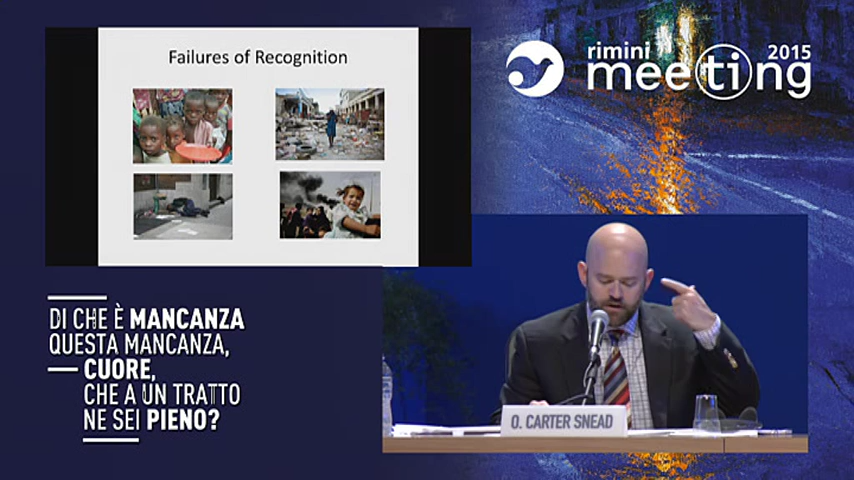 Failures of Recognition
rimini 2015
meeting
DI CHE È MANCANZA
QUESTA MANCANZA,
CUORE,
CHE A UN TRATTO
NE SEI PIENO?
O. CARTER SNEAD